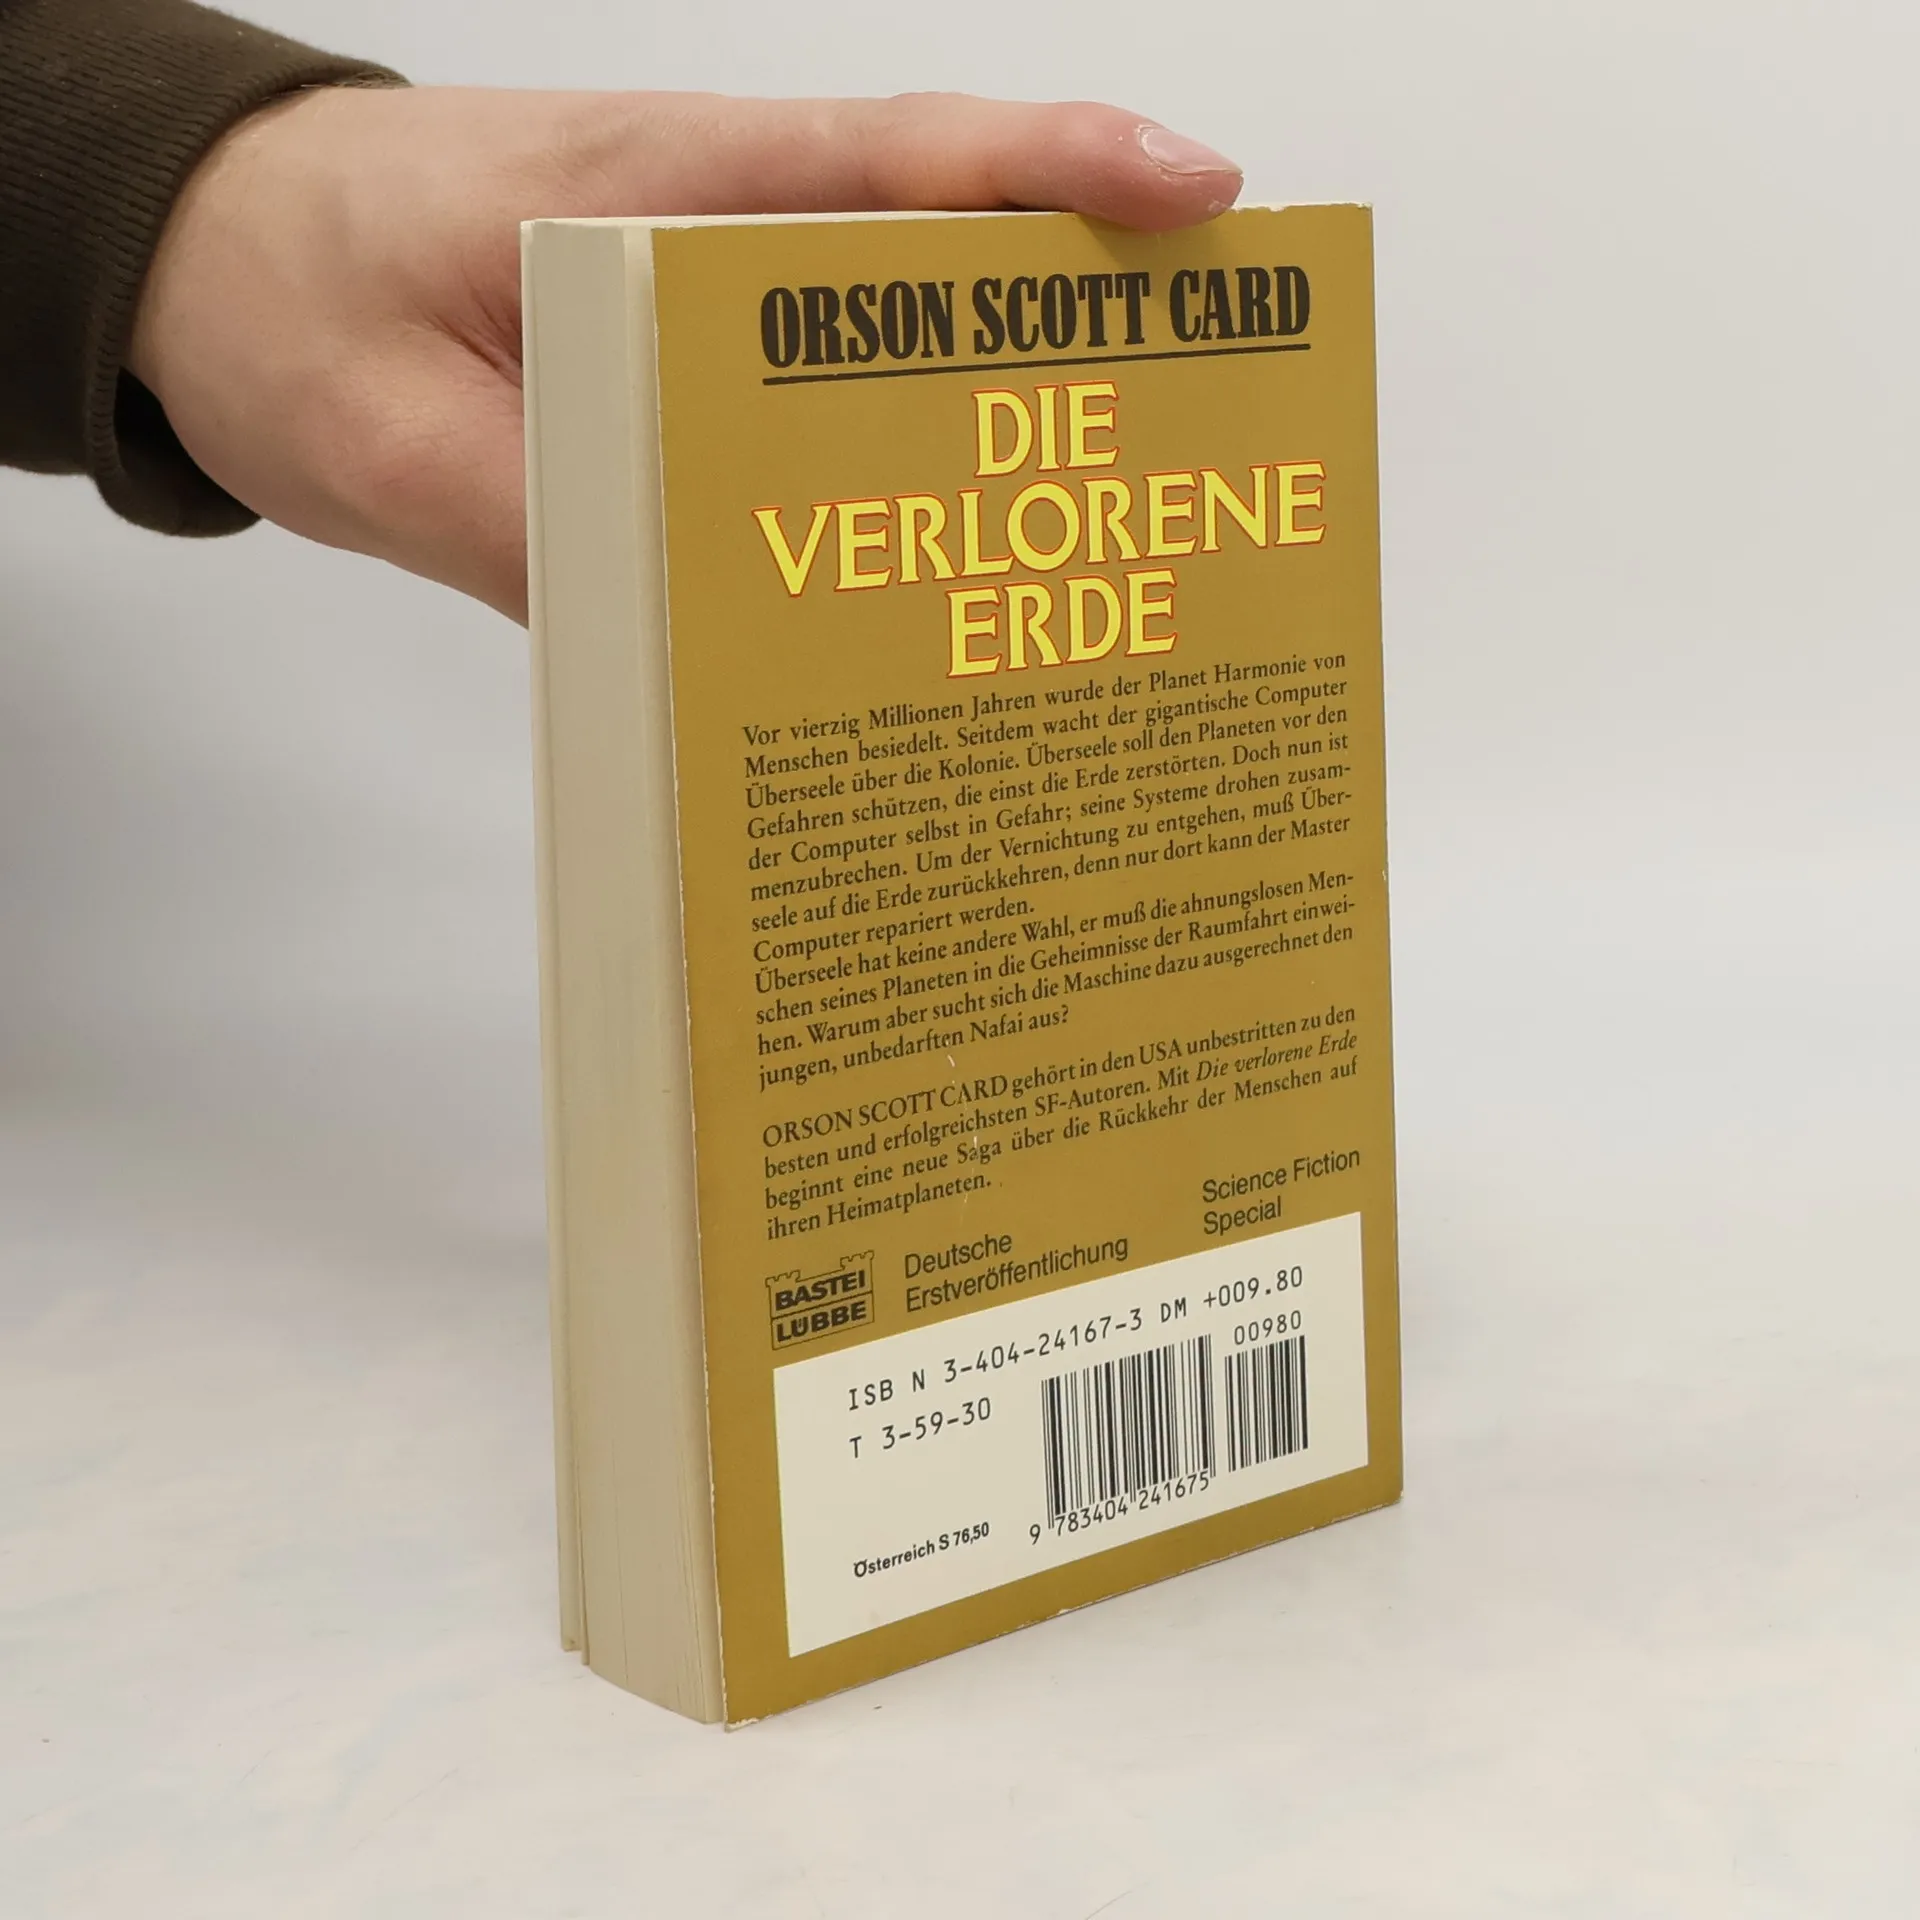 ORSON SCOTT CARD
DIE
VERLORENE
ERDE
Vor vierzig Millionen Jahren wurde der Planet Harmonie von
Menschen besiedelt. Seitdem wacht der gigantische Computer
Überseele über die Kolonie. Überseele soll den Planeten vor den
Gefahren schützen, die einst die Erde zerstörten. Doch nun ist
der Computer selbst in Gefahr; seine Systeme drohen zusam-
menzubrechen. Um der Vernichtung zu entgehen, muß Über-
seele auf die Erde zurückkehren, denn nur dort kann der Master
Computer repariert werden.
Überseele hat keine andere Wahl, er muß die ahnungslosen Men-
schen seines Planeten in die Geheimnisse der Raumfahrt einwei-
hen. Warum aber sucht sich die Maschine dazu ausgerechnet den
jungen, unbedarften Nafai aus?
ORSON SCOTT CARD gehört in den USA unbestritten zu den
besten und erfolgreichsten SF-Autoren. Mit Die verlorene Erde
beginnt eine neue Saga über die Rückkehr der Menschen auf
ihren Heimatplaneten.
BASTEI
LÜBBE
Deutsche
Erstveröffentlichung
Science Fiction
Special
ISB N 3-404-24167-3 DM +009.80
T 3-59-30
00980
9 783404 241675
Österreich S 76,50